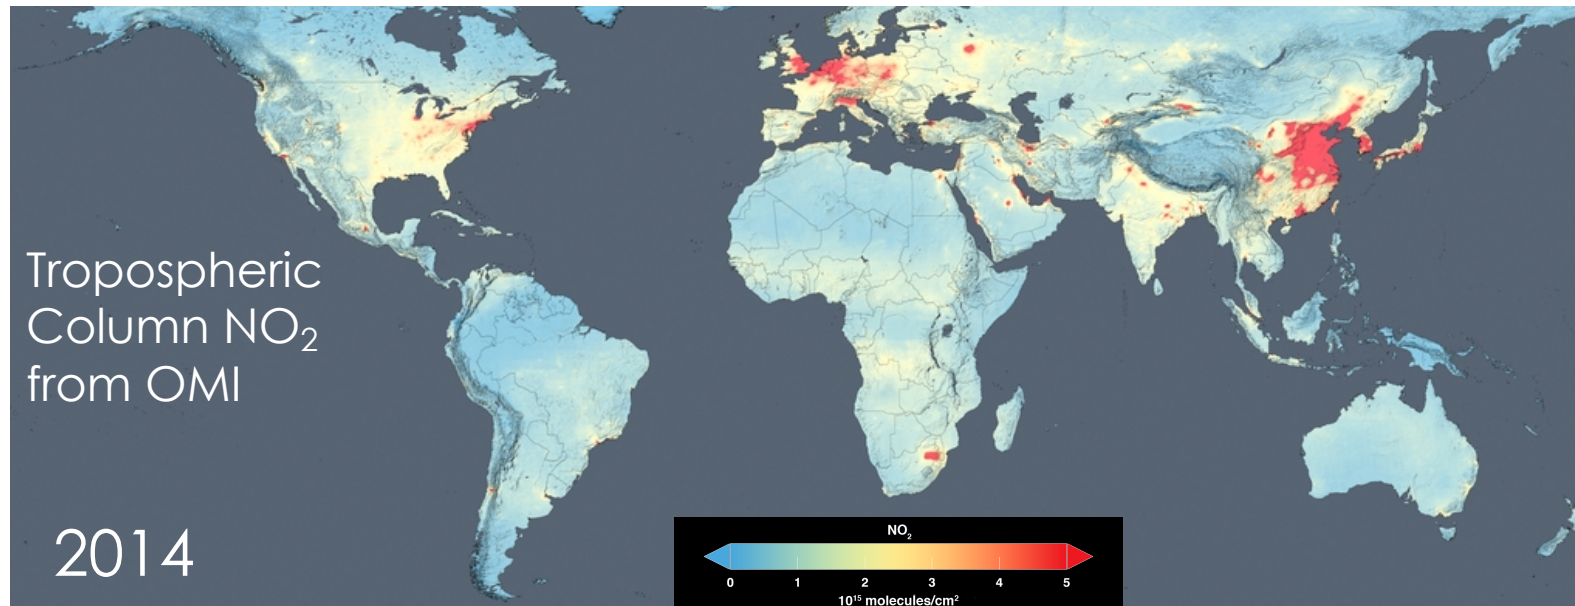 Tropospheric
Column NO₂
from OMI
2014
NO₂
0 1 2 3 4 5
10¹⁵ molecules/cm²